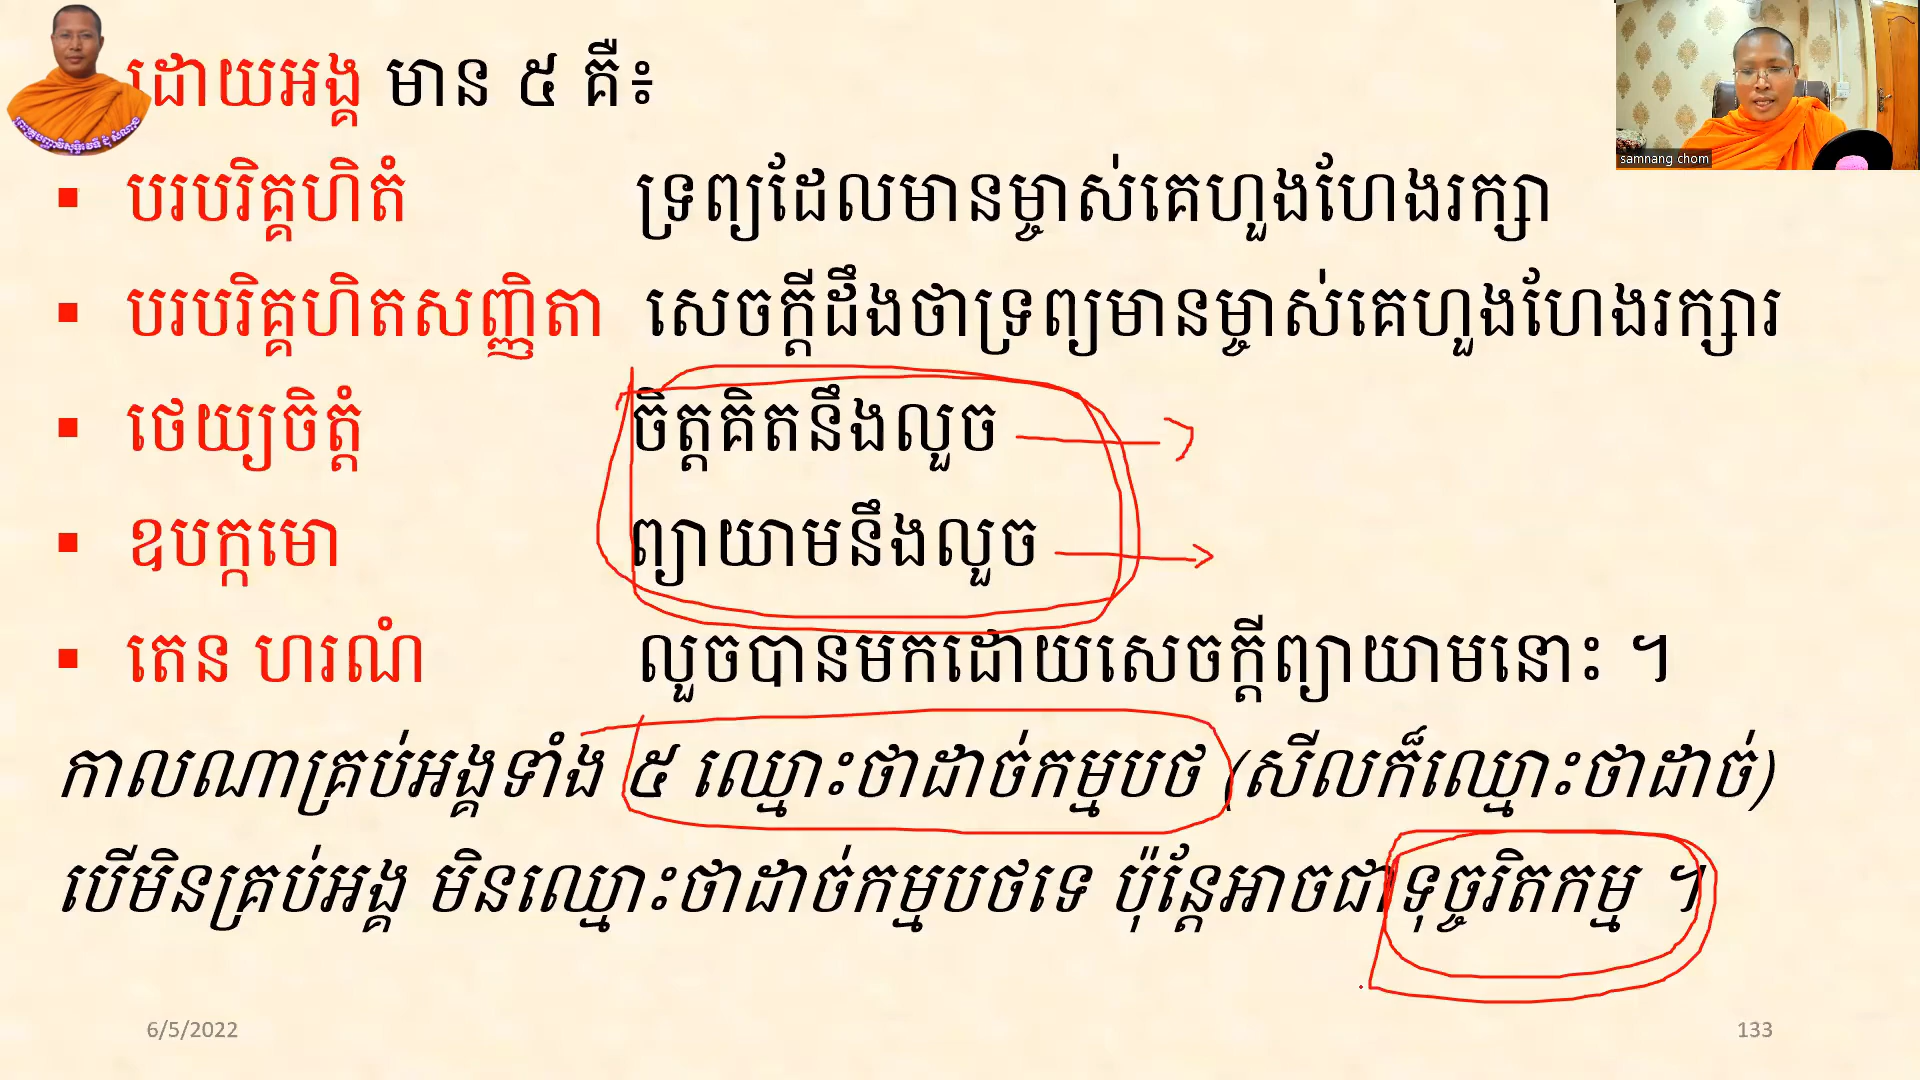 ដោយអង្គ មាន ៥ គឺ៖
samnang chom
▪ បរបរិគ្គហិតំ ទ្រព្យដែលមានម្ចាស់គេហួងហែងរក្សា
▪ បរបរិគ្គហិតសញ្ញិតា សេចក្តីដឹងថាទ្រព្យមានម្ចាស់គេហួងហែងរក្សារ
▪ ថេយ្យចិត្តំ ចិត្តគិតនឹងលួច
▪ ឧបក្កមោ ព្យាយាមនឹងលួច
▪ តេន ហរណំ លួចបានមកដោយសេចក្តីព្យាយាមនោះ ។
កាលណាគ្រប់អង្គទាំង ៥ ឈ្មោះថាដាច់កម្មបថ (សីលក៏ឈ្មោះថាដាច់)
បើមិនគ្រប់អង្គ មិនឈ្មោះថាដាច់កម្មបថទេ ប៉ុន្តែអាចជាទុច្ចរិតកម្ម ។
6/5/2022
133